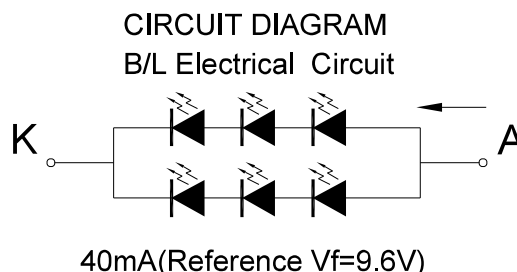 CIRCUIT DIAGRAM
B/L Electrical Circuit
K A
40mA(Reference Vf=9.6V)